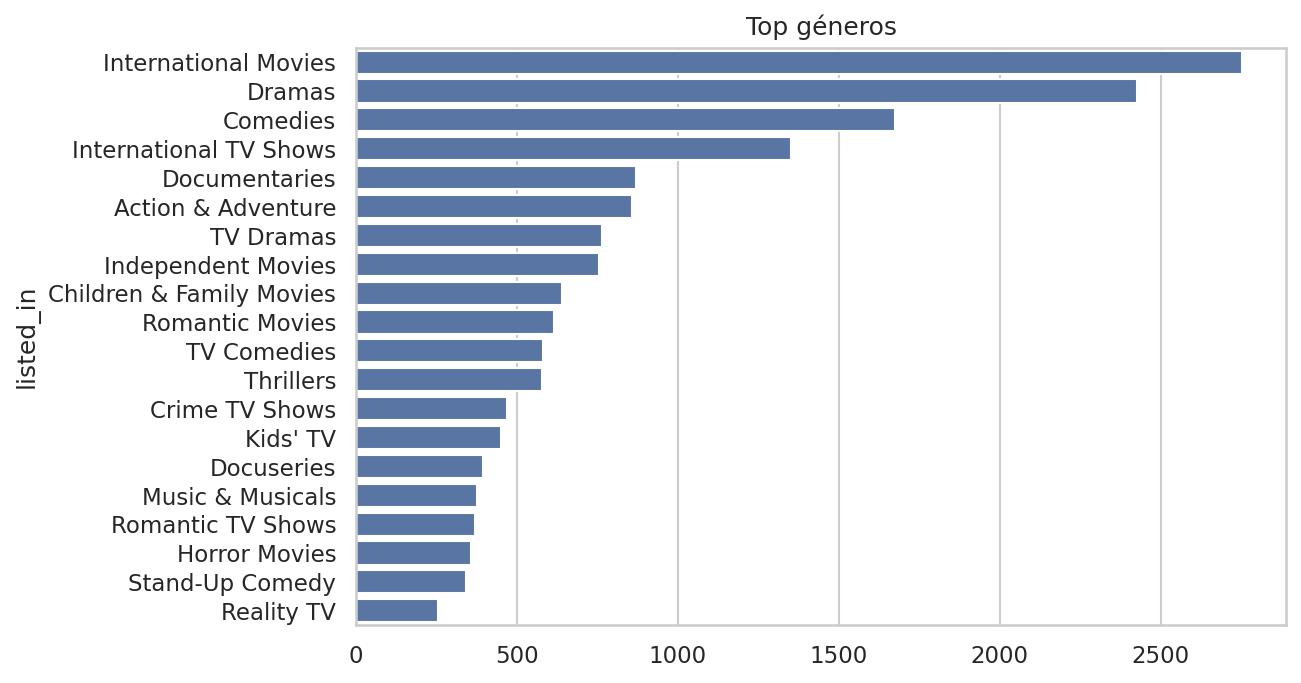 Top géneros
International Movies
Dramas
Comedies
International TV Shows
Documentaries
Action & Adventure
TV Dramas
Independent Movies
Children & Family Movies
Romantic Movies
TV Comedies
Thrillers
Crime TV Shows
Kids' TV
Docuseries
Music & Musicals
Romantic TV Shows
Horror Movies
Stand-Up Comedy
Reality TV
listed_in
0 500 1000 1500 2000 2500